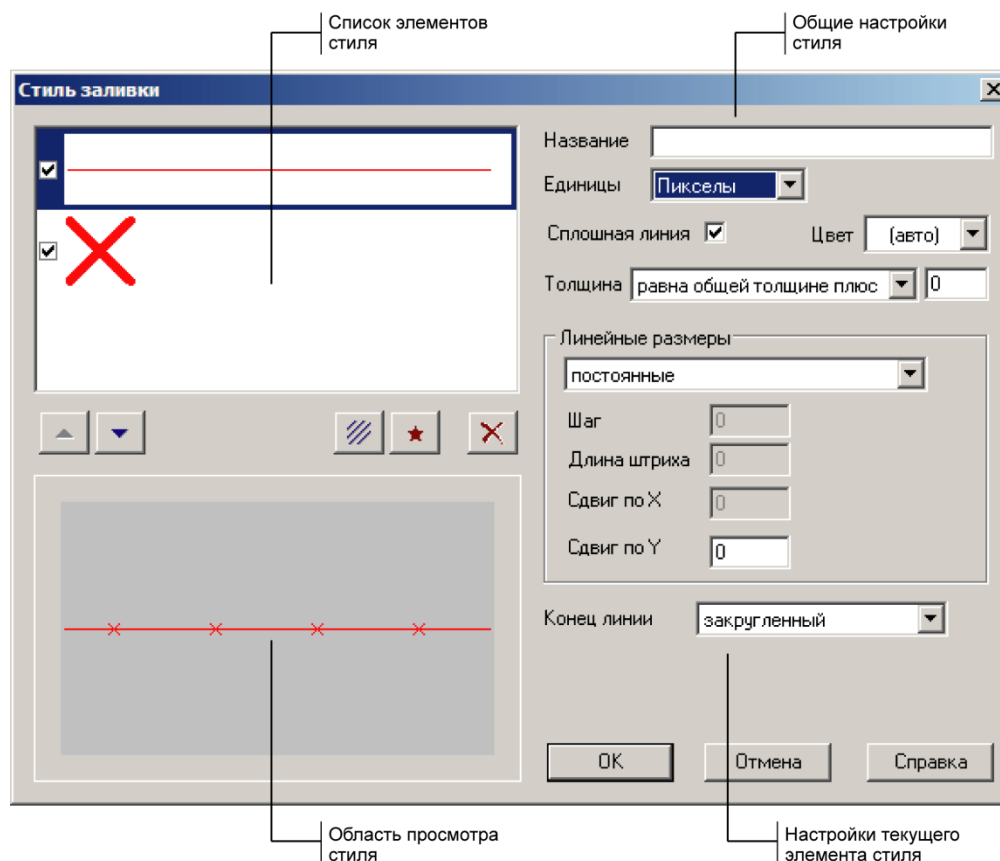 Список элементов
стиля
Общие настройки
стиля
Стиль заливки
Название
Единицы Пикселы
Сплошная линия Цвет (авто)
Толщина равна общей толщине плюс 0
Линейные размеры
постоянные
Шаг 0
Длина штриха 0
Сдвиг по X 0
Сдвиг по Y 0
Конец линии закругленный
OK Отмена Справка
Область просмотра
стиля
Настройки текущего
элемента стиля